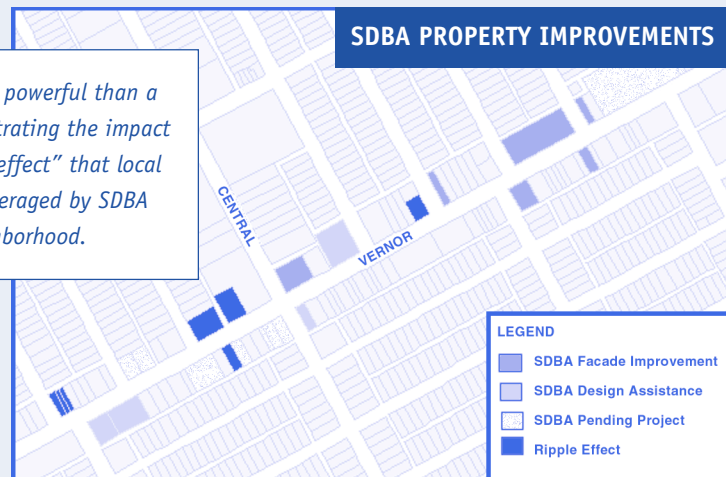 SDBA PROPERTY IMPROVEMENTS
powerful than a
trating the impact
effect” that local
eraged by SDBA
borhood.
CENTRAL
VERNOR
LEGEND
SDBA Facade Improvement
SDBA Design Assistance
SDBA Pending Project
Ripple Effect